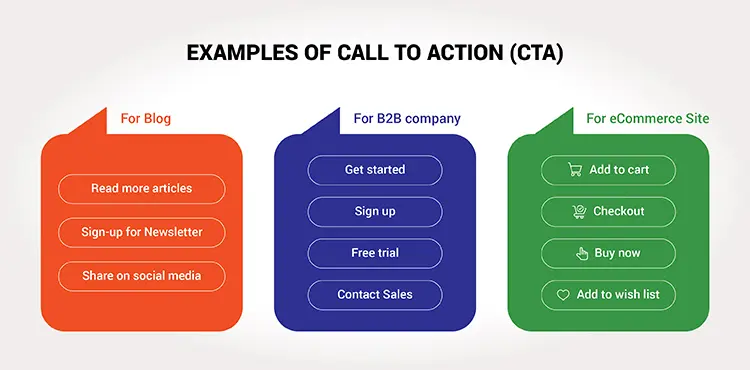 EXAMPLES OF CALL TO ACTION (CTA)
For Blog
Read more articles
Sign-up for Newsletter
Share on social media
For B2B company
Get started
Sign up
Free trial
Contact Sales
For eCommerce Site
Add to cart
Checkout
Buy now
Add to wish list